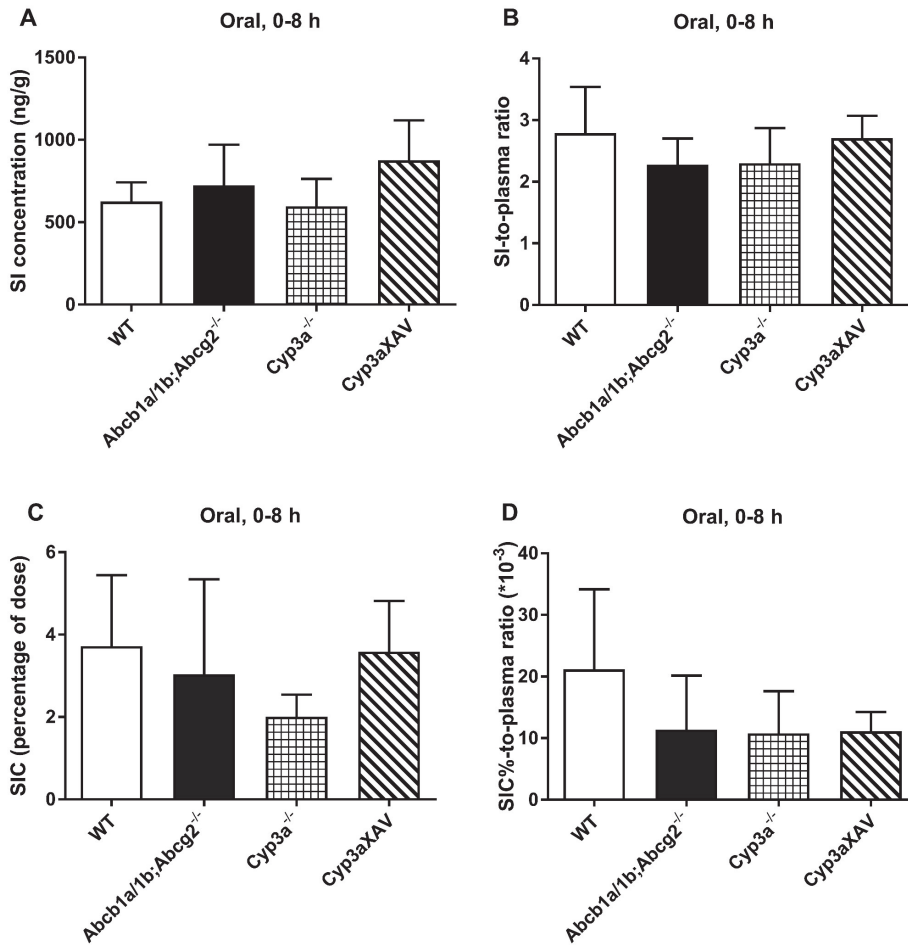 A
Oral, 0-8 h
SI concentration (ng/g)
1500
1000
500
0
WT
Abcb1a/1b;Abcg2-/-
Cyp3a-/-
Cyp3aXAV
B
Oral, 0-8 h
SI-to-plasma ratio
4
3
2
1
0
WT
Abcb1a/1b;Abcg2-/-
Cyp3a-/-
Cyp3aXAV
C
Oral, 0-8 h
SIC (percentage of dose)
6
4
2
0
WT
Abcb1a/1b;Abcg2-/-
Cyp3a-/-
Cyp3aXAV
D
Oral, 0-8 h
SIC%-to-plasma ratio (*10-3)
40
30
20
10
0
WT
Abcb1a/1b;Abcg2-/-
Cyp3a-/-
Cyp3aXAV